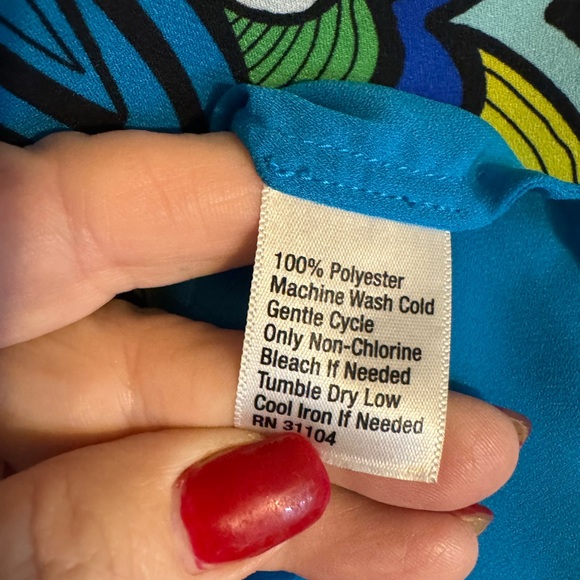 100% Polyester
Machine Wash Cold
Gentle Cycle
Only Non-Chlorine
Bleach If Needed
Tumble Dry Low
Cool Iron If Needed
RN 31104